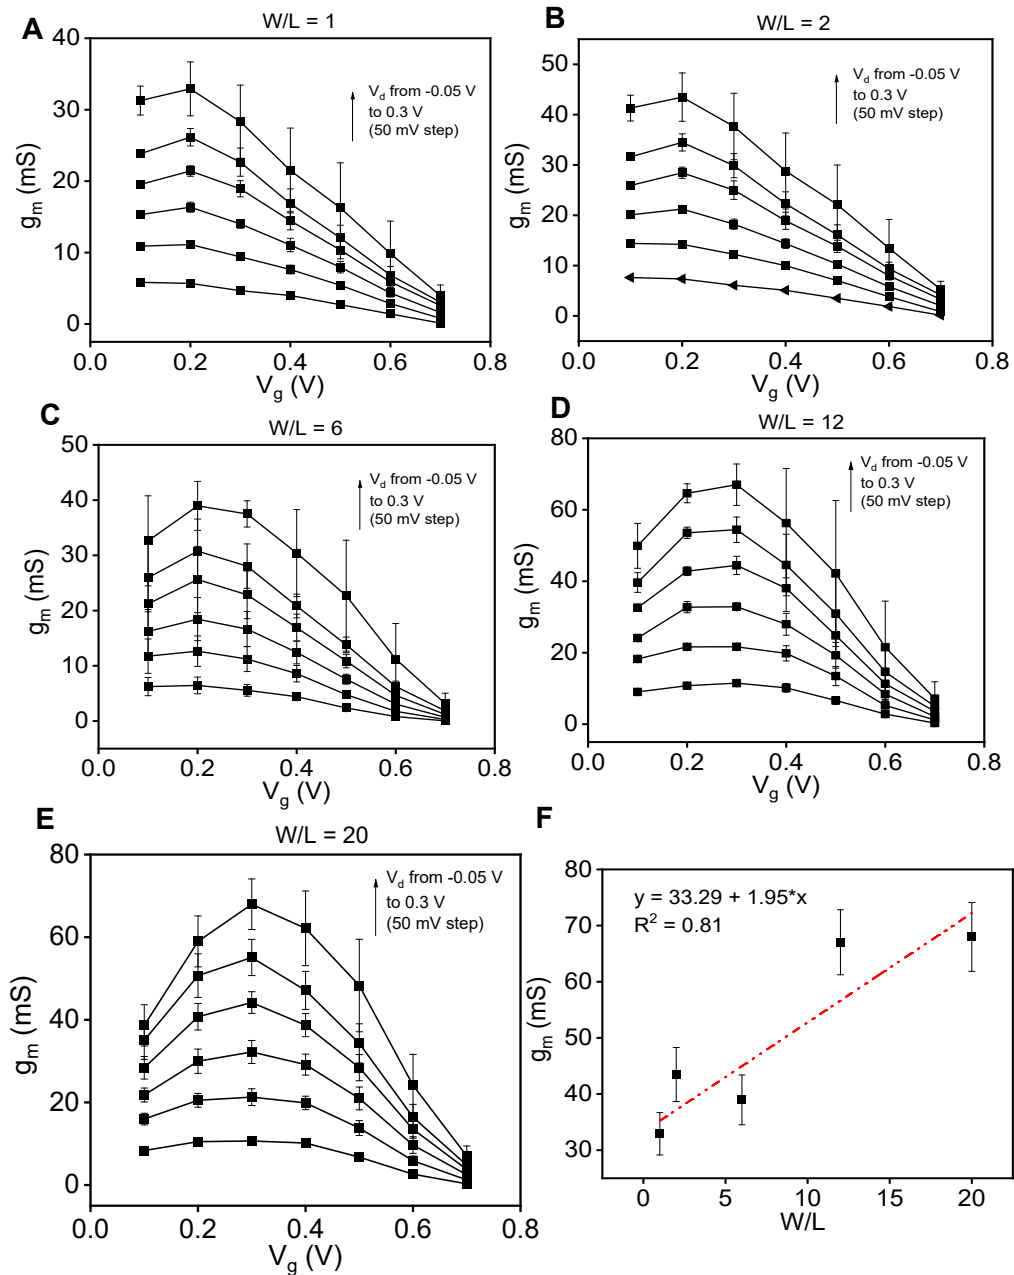 A
W/L = 1
40
30
20
10
0
g_m (mS)
V_d from -0.05 V
to 0.3 V
(50 mV step)
0.0 0.2 0.4 0.6 0.8
V_g (V)
B
W/L = 2
50
40
30
20
10
0
g_m (mS)
V_d from -0.05 V
to 0.3 V
(50 mV step)
0.0 0.2 0.4 0.6 0.8
V_g (V)
C
W/L = 6
50
40
30
20
10
0
g_m (mS)
V_d from -0.05 V
to 0.3 V
(50 mV step)
0.0 0.2 0.4 0.6 0.8
V_g (V)
D
W/L = 12
80
60
40
20
0
g_m (mS)
V_d from -0.05 V
to 0.3 V
(50 mV step)
0.0 0.2 0.4 0.6 0.8
V_g (V)
E
W/L = 20
80
60
40
20
0
g_m (mS)
V_d from -0.05 V
to 0.3 V
(50 mV step)
0.0 0.2 0.4 0.6 0.8
V_g (V)
F
80
70
60
50
40
30
g_m (mS)
y = 33.29 + 1.95*x
R² = 0.81
0 5 10 15 20
W/L